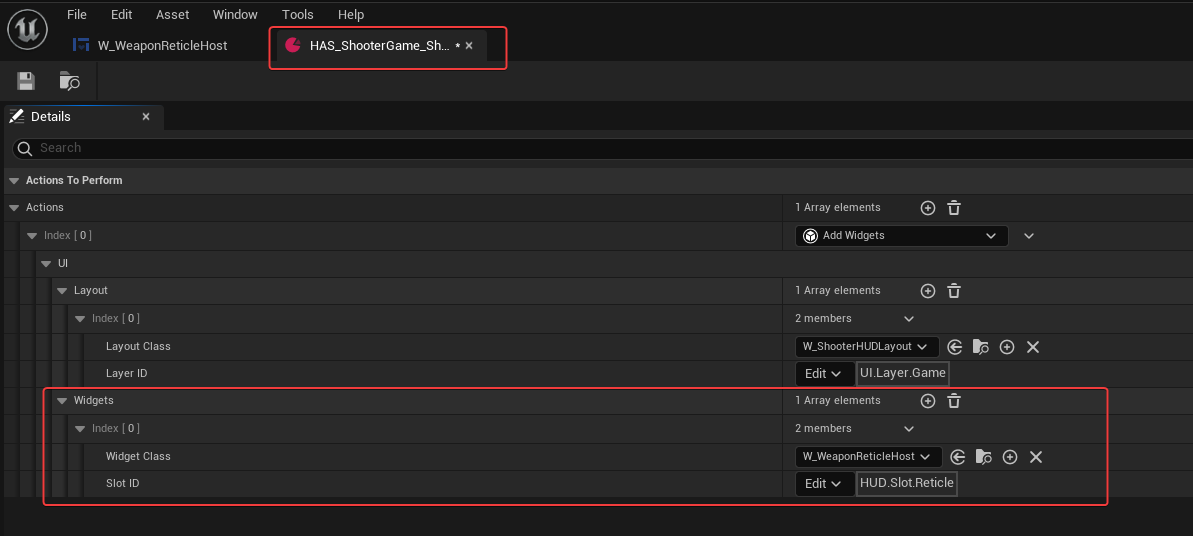 File Edit Asset Window Tools Help
W_WeaponReticleHost HAS_ShooterGame_Sh... *
Details
Search
Actions To Perform
Actions 1 Array elements
Index [ 0 ] Add Widgets
UI
Layout 1 Array elements
Index [ 0 ] 2 members
Layout Class W_ShooterHUDLayout
Layer ID Edit UI.Layer.Game
Widgets 1 Array elements
Index [ 0 ] 2 members
Widget Class W_WeaponReticleHost
Slot ID Edit HUD.Slot.Reticle